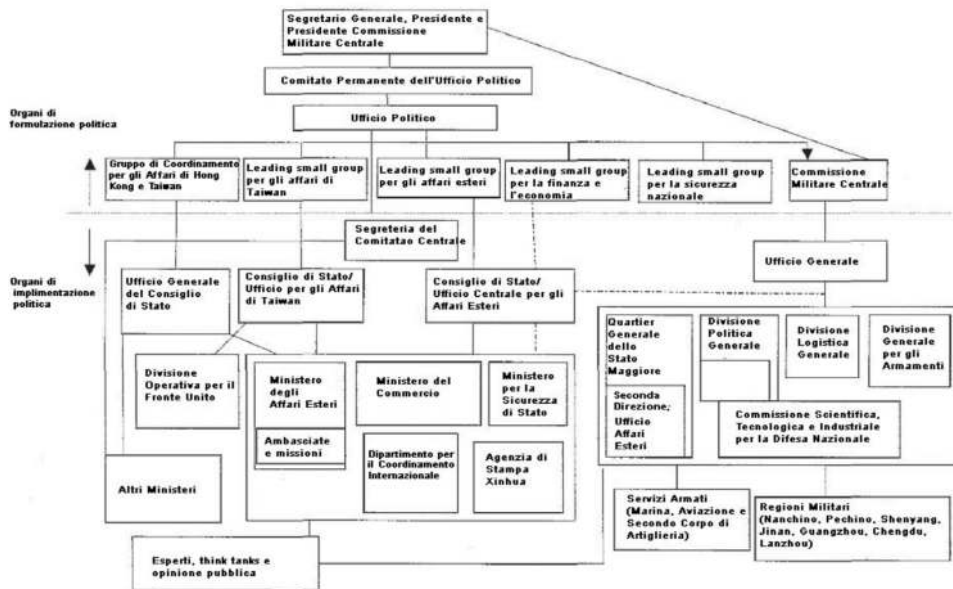 Segretario Generale, Presidente e
Presidente Commissione
Militare Centrale
Comitato Permanente dell'Ufficio Politico
Ufficio Politico
Organi di
formulazione politica
Gruppo di Coordinamento
per gli Affari di Hong
Kong e Taiwan
Leading small group
per gli affari di
Taiwan
Leading small group
per gli affari esteri
Leading small group
per la finanza e
l'economia
Leading small group
per la sicurezza
nazionale
Commissione
Militare Centrale
Segreteria del
Comitatao Centrale
Organi di
implimentazione
politica
Ufficio Generale
del Consiglio
di Stato
Consiglio di Stato/
Ufficio per gli Affari
di Taiwan
Consiglio di Stato/
Ufficio Centrale per gli
Affari Esteri
Ufficio Generale
Quartier
Generale
dello
Stato
Maggiore
Divisione
Politica
Generale
Divisione
Logistica
Generale
Divisione
Generale
per gli
Armamenti
Seconda
Direzione;
Ufficio
Affari
Esteri
Commissione Scientifica,
Tecnologica e Industriale
per la Difesa Nazionale
Divisione
Operativa per il
Fronte Unito
Ministero
degli
Affari Esteri
Ministero del
Commercio
Ministero
per la
Sicurezza
di Stato
Ambasciate
e missioni
Dipartimento per
il Coordinamento
Internazionale
Agenzia di
Stampa
Xinhua
Altri Ministeri
Servizi Armati
(Marina, Aviazione e
Secondo Corpo di
Artiglieria)
Regioni Militari
(Nanchino, Pechino, Shenyang,
Jinan, Guangzhou, Chengdu,
Lanzhou)
Esperti, think tanks e
opinione pubblica